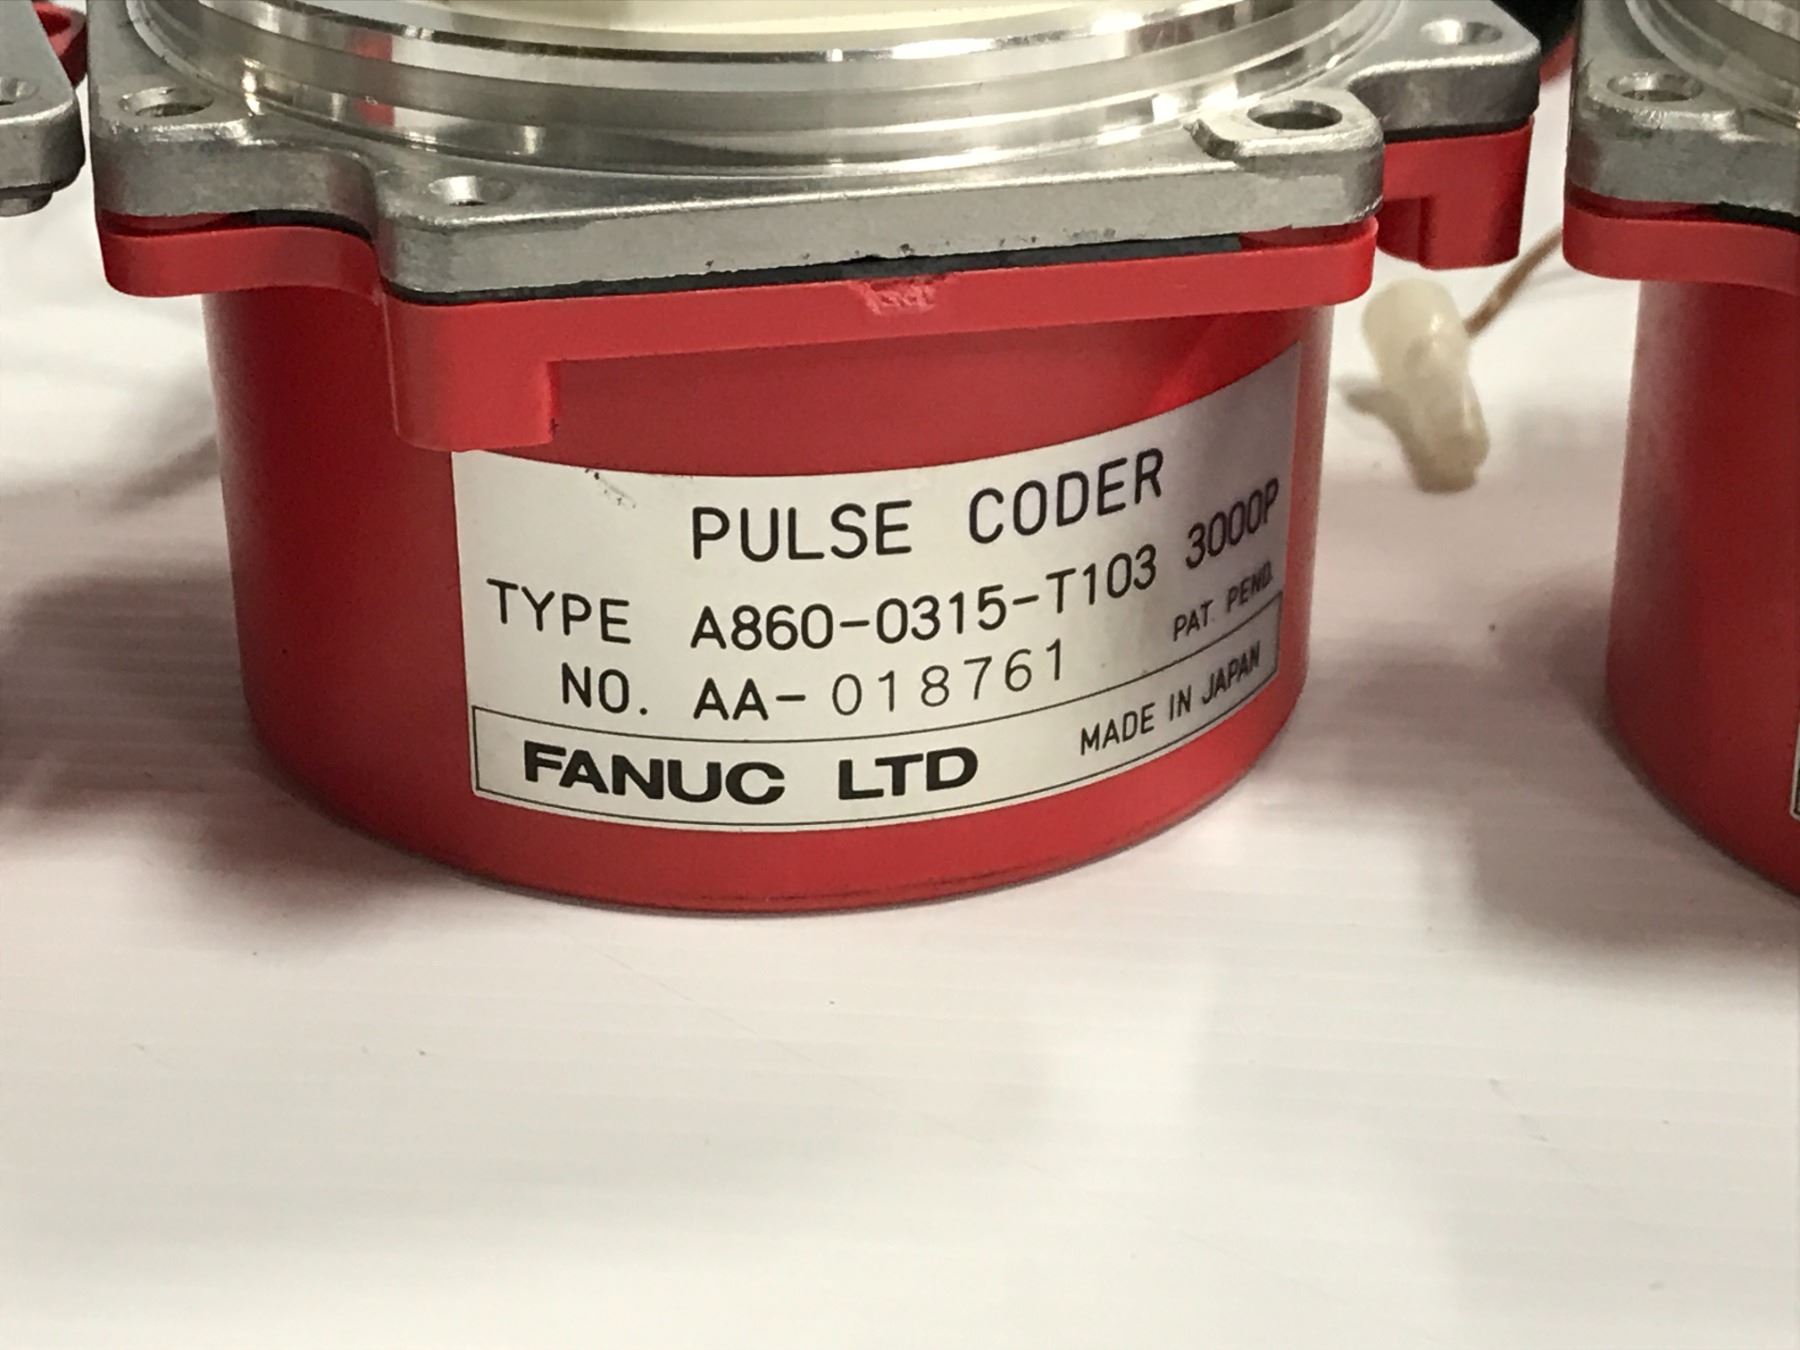 PULSE CODER
TYPE A860-0315-T103 3000P
NO. AA-018761 PAT. PEND.
FANUC LTD MADE IN JAPAN